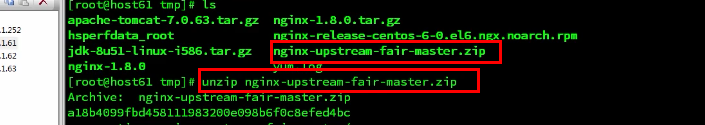 [root@host61 tmp]# ls
apache-tomcat-7.0.63.tar.gz nginx-1.8.0.tar.gz
hsperfdata_root nginx-release-centos-6-0.el6.ngx.noarch.rpm
jdk-8u51-linux-i586.tar.gz nginx-upstream-fair-master.zip
nginx-1.8.0 yum.log
[root@host61 tmp]# unzip nginx-upstream-fair-master.zip
Archive: nginx-upstream-fair-master.zip
a18b4099fbd458111983200e098b6f0c8efed4bc
.1.252
.1.61
1.62
.1.63